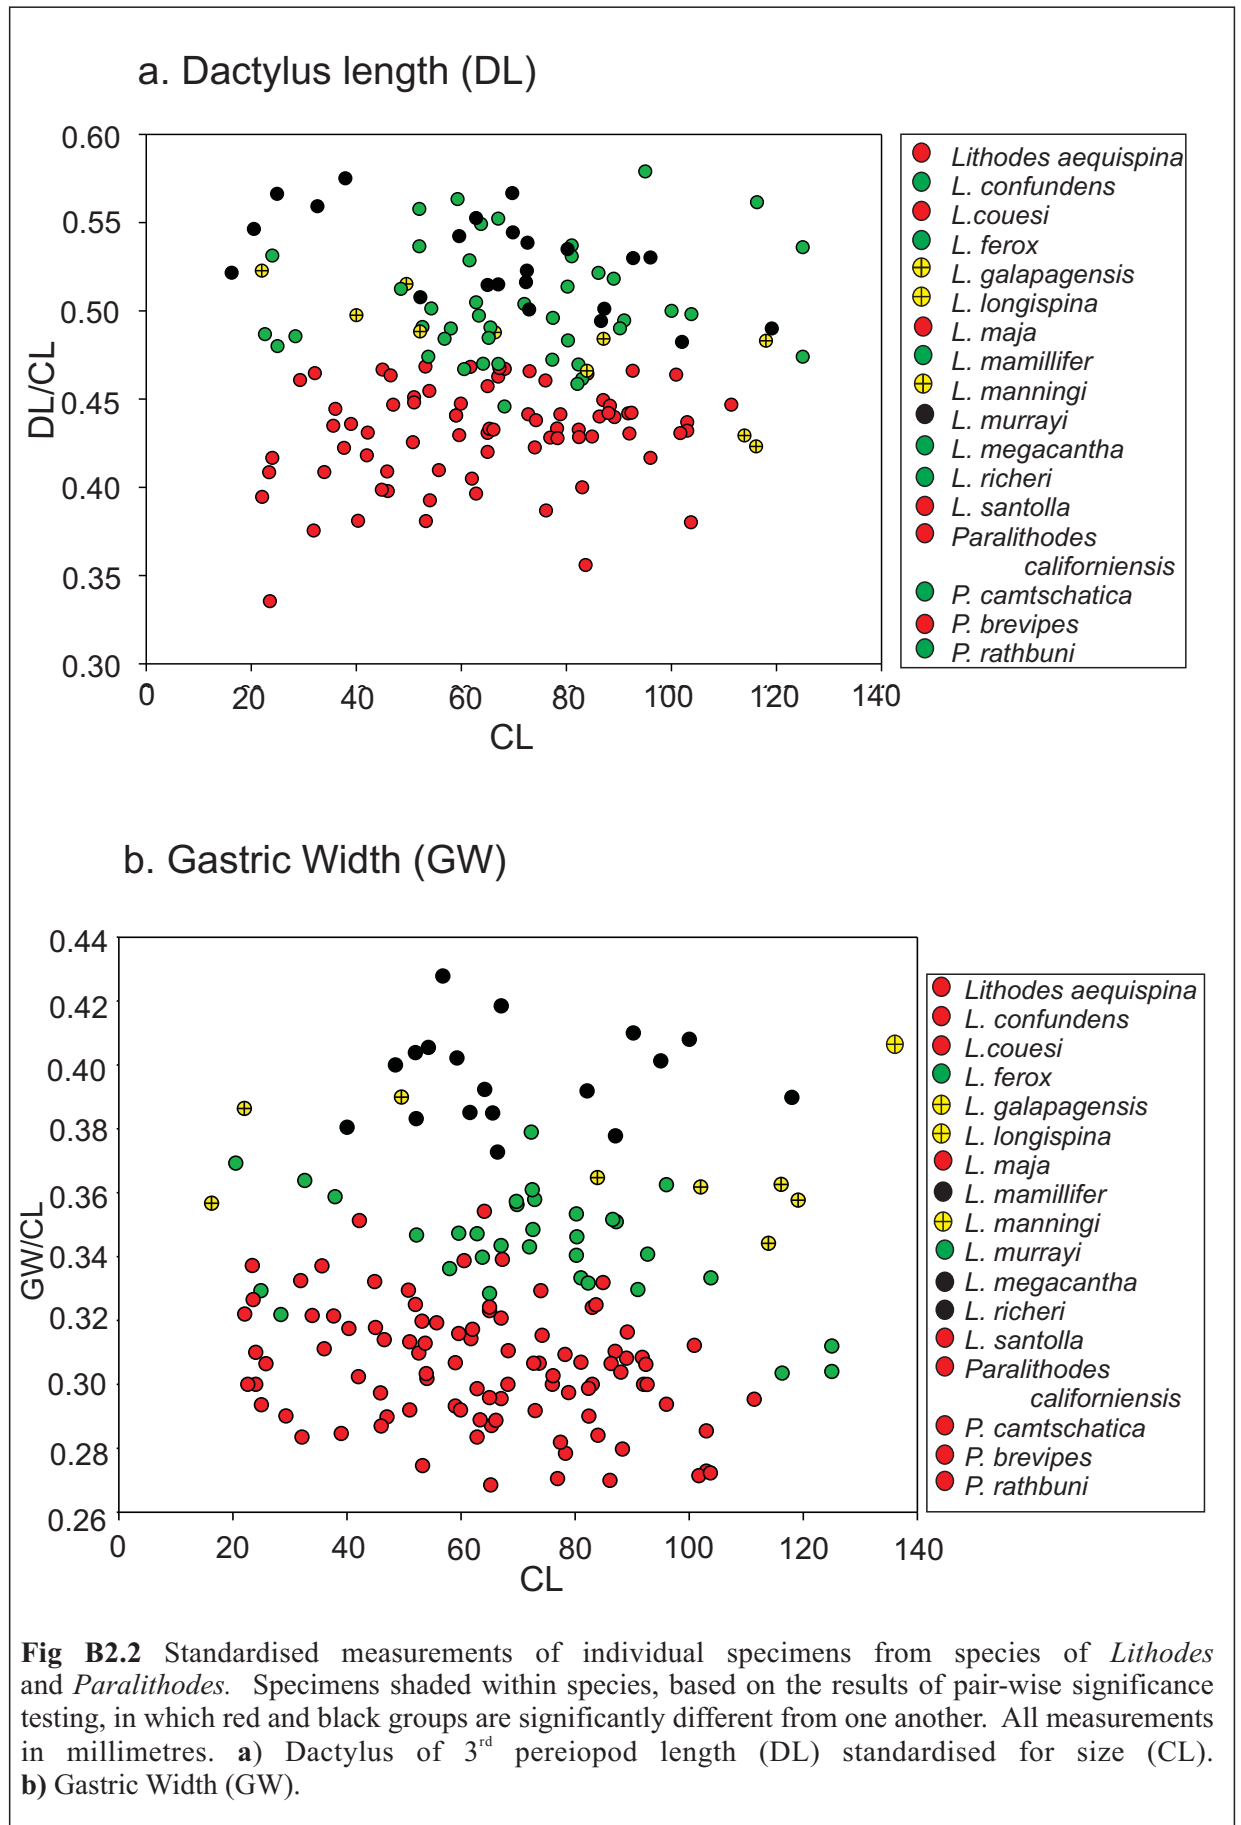 a. Dactylus length (DL)
0.60
0.55
0.50
0.45
0.40
0.35
0.30
DL/CL
0
20
40
60
80
100
120
140
CL
Lithodes aequispina
L. confundens
L.couesi
L. ferox
L. galapagensis
L. longispina
L. maja
L. mamillifer
L. manningi
L. murrayi
L. megacantha
L. richeri
L. santolla
Paralithodes
californiensis
P. camtschatica
P. brevipes
P. rathbuni
b. Gastric Width (GW)
0.44
0.42
0.40
0.38
0.36
0.34
0.32
0.30
0.28
0.26
GW/CL
0
20
40
60
80
100
120
140
CL
Lithodes aequispina
L. confundens
L.couesi
L. ferox
L. galapagensis
L. longispina
L. maja
L. mamillifer
L. manningi
L. murrayi
L. megacantha
L. richeri
L. santolla
Paralithodes
californiensis
P. camtschatica
P. brevipes
P. rathbuni
Fig B2.2 Standardised measurements of individual specimens from species of Lithodes
and Paralithodes. Specimens shaded within species, based on the results of pair-wise significance
testing, in which red and black groups are significantly different from one another. All measurements
in millimetres. a) Dactylus of 3rd pereiopod length (DL) standardised for size (CL).
b) Gastric Width (GW).